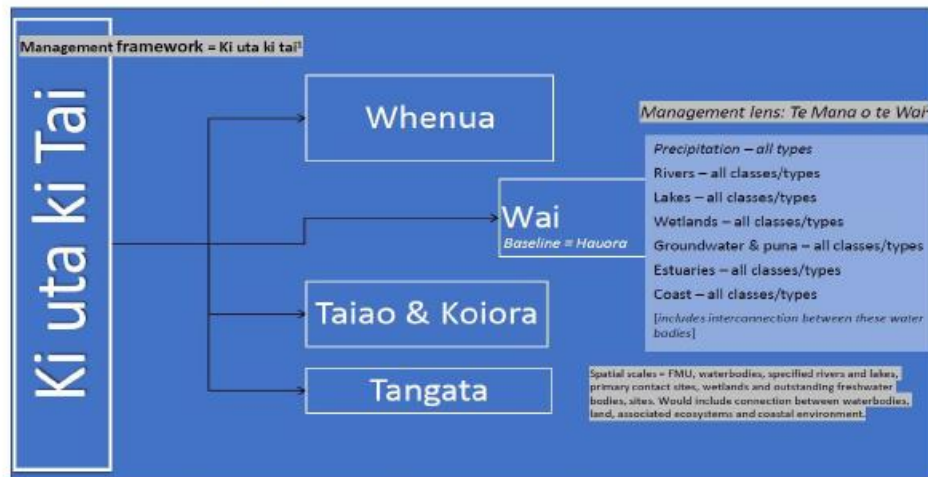 Ki uta ki Tai
Management framework = Ki uta ki tai¹
Whenua
Wai
Baseline = Hauora
Taiao & Koiora
Tangata
Management lens: Te Mana o te Wai
Precipitation – all types
Rivers – all classes/types
Lakes – all classes/types
Wetlands – all classes/types
Groundwater & puna – all classes/types
Estuaries – all classes/types
Coast – all classes/types
[includes interconnection between these water
bodies]
Spatial scales = FMU, waterbodies, specified rivers and lakes,
primary contact sites, wetlands and outstanding freshwater
bodies, sites. Would include connection between waterbodies,
land, associated ecosystems and coastal environment.